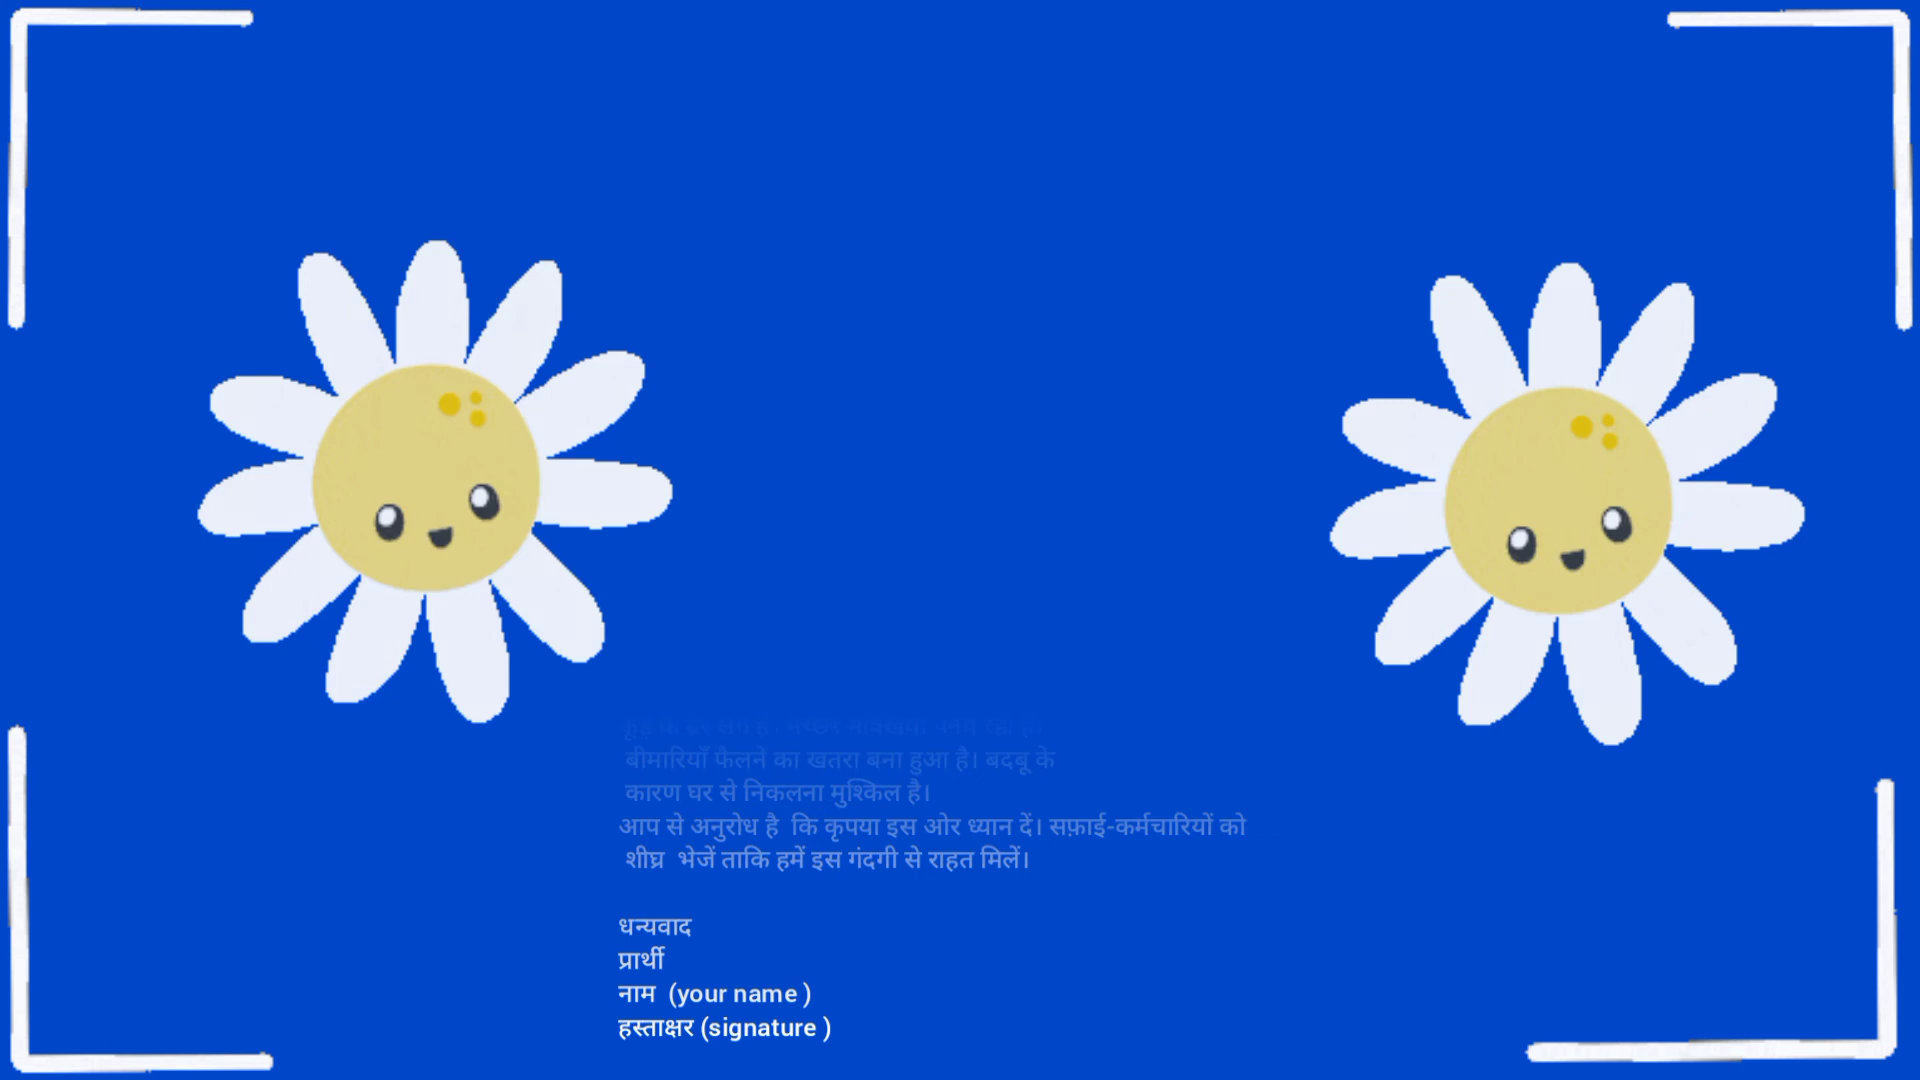 बीमारियाँ फैलने का खतरा बना हुआ है। बदबू के
कारण घर से निकलना मुश्किल है।
आप से अनुरोध है कि कृपया इस ओर ध्यान दें। सफ़ाई-कर्मचारियों को
शीघ्र भेजें ताकि हमें इस गंदगी से राहत मिलें।
धन्यवाद
प्रार्थी
नाम (your name )
हस्ताक्षर (signature )